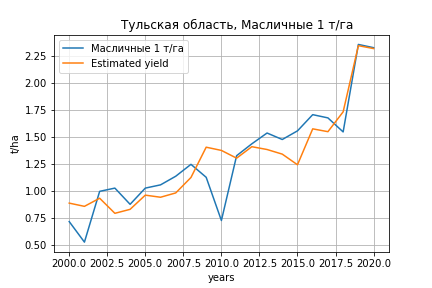 Тульская область, Масличные 1 т/га
Масличные 1 т/га
Estimated yield
t/ha
2.25
2.00
1.75
1.50
1.25
1.00
0.75
0.50
2000.0 2002.5 2005.0 2007.5 2010.0 2012.5 2015.0 2017.5 2020.0
years